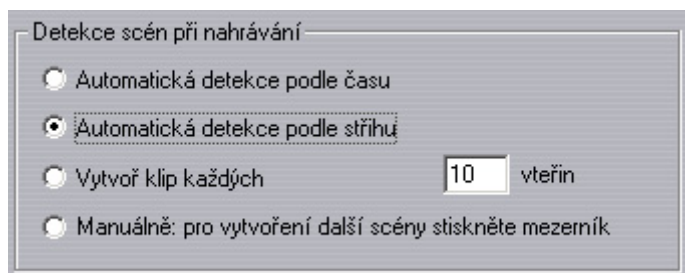 Detekce scén při nahrávání
Automatická detekce podle času
Automatická detekce podle střihu
Vytvoř klip každých 10 vteřin
Manuálně: pro vytvoření další scény stiskněte mezerník